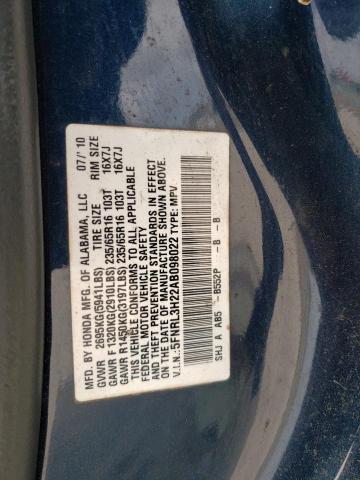 MFD. BY HONDA MFG. OF ALABAMA, LLC 07/'10
TIRE SIZE RIM SIZE
GVWR 2695KG(5941LBS)
GAWR F 1320KG(2910LBS) 235/65R16 103T 16X7J
GAWR R 1450KG(3197LBS) 235/65R16 103T 16X7J
THIS VEHICLE CONFORMS TO ALL APPLICABLE
FEDERAL MOTOR VEHICLE SAFETY
AND THEFT PREVENTION STANDARDS IN EFFECT
ON THE DATE OF MANUFACTURE SHOWN ABOVE.
5FNRL3H22AB098022 TYPE: MPV
SHJ A AB5 -B552P -B -B